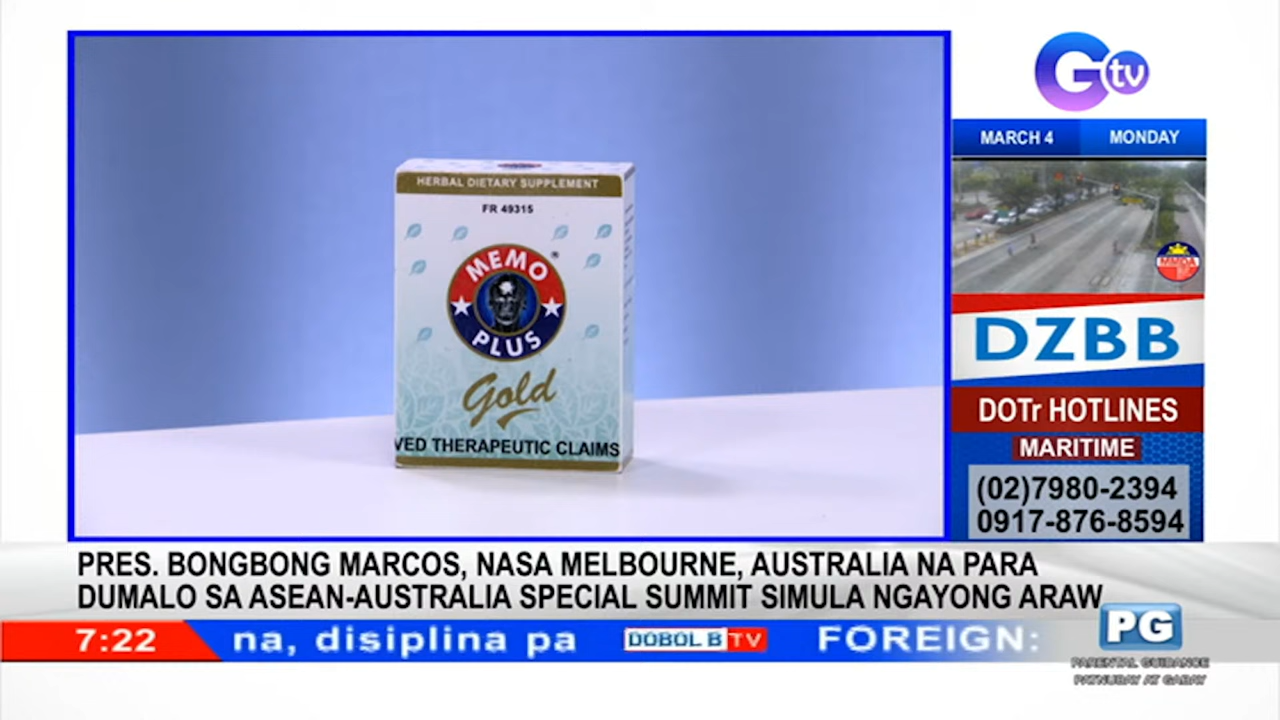 Gtv
MARCH 4 MONDAY
HERBAL DIETARY SUPPLEMENT
FR 49315
MEMO
PLUS
Gold
VED THERAPEUTIC CLAIMS
MMDA
DZBB
DOTr HOTLINES
MARITIME
(02)7980-2394
0917-876-8594
PRES. BONGBONG MARCOS, NASA MELBOURNE, AUSTRALIA NA PARA
DUMALO SA ASEAN-AUSTRALIA SPECIAL SUMMIT SIMULA NGAYONG ARAW
7:22 na, disiplina pa DOBOL B TV FOREIGN:
PG
PARENTAL GUIDANCE
PATNUBAY AT GABAY